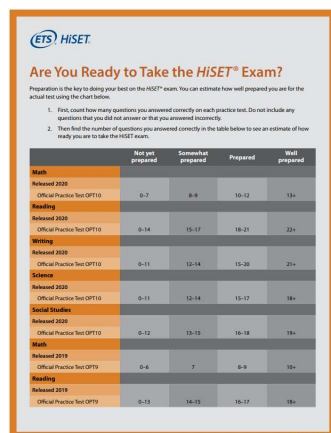 ETS HiSET.
Are You Ready to Take the HiSET® Exam?
Preparation is the key to doing your best on the HiSET® exam. You can estimate how well prepared you are for the
actual test using the chart below.
1. First, count how many questions you answered correctly on each practice test. Do not include any
questions that you did not answer or that you answered incorrectly.
2. Then find the number of questions you answered correctly in the table below to see an estimate of how
ready you are to take the HiSET exam.
Not yet prepared Somewhat prepared Prepared Well prepared
Math
Released 2020
Official Practice Test OPT10 0–7 8–9 10–12 13+
Reading
Released 2020
Official Practice Test OPT10 0–14 15–17 18–21 22+
Writing
Released 2020
Official Practice Test OPT10 0–11 12–14 15–20 21+
Science
Released 2020
Official Practice Test OPT10 0–11 12–14 15–17 18+
Social Studies
Released 2020
Official Practice Test OPT10 0–12 13–15 16–18 19+
Math
Released 2019
Official Practice Test OPT9 0–6 7 8–9 10+
Reading
Released 2019
Official Practice Test OPT9 0–13 14–15 16–17 18+